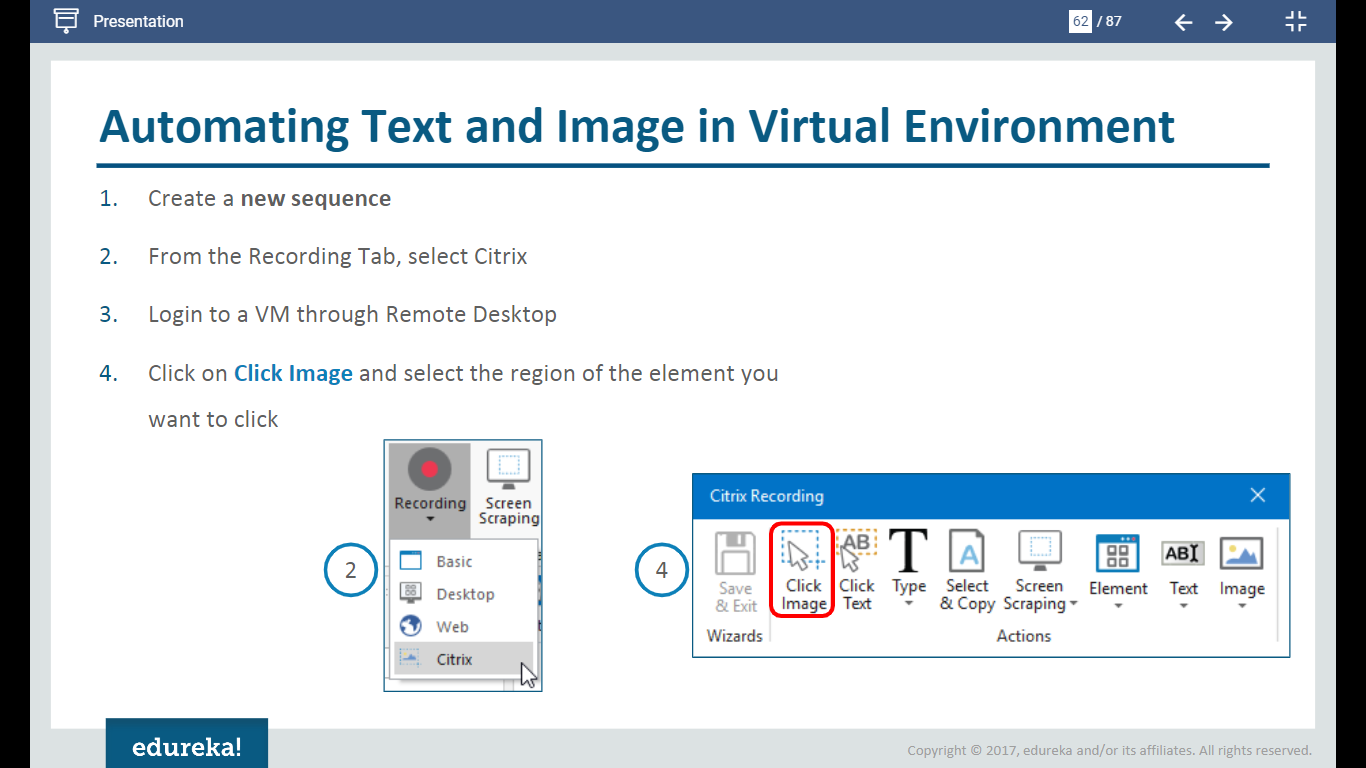 Presentation
62 / 87
Automating Text and Image in Virtual Environment
1. Create a new sequence
2. From the Recording Tab, select Citrix
3. Login to a VM through Remote Desktop
4. Click on Click Image and select the region of the element you
want to click
2
Recording
Screen
Scraping
Basic
Desktop
Web
Citrix
4
Citrix Recording
Save
& Exit
Click
Image
AB
Click
Text
T
Type
A
Select
& Copy
Screen
Scraping
Element
ABI
Text
Image
Wizards
Actions
edureka!
Copyright © 2017, edureka and/or its affiliates. All rights reserved.